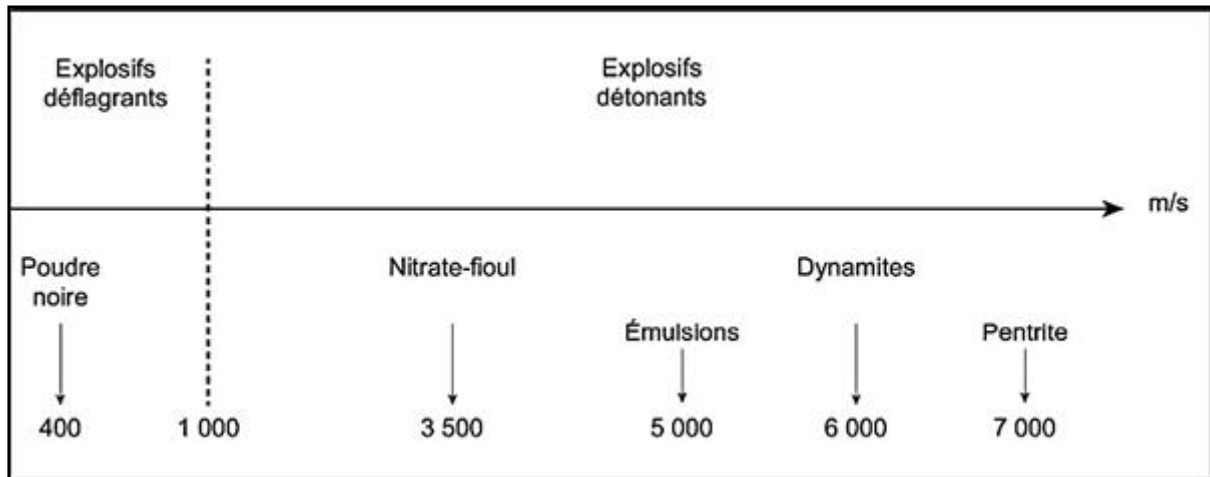 Explosifs
déflagrants
Explosifs
détonants
m/s
Poudre
noire
Nitrate-fioul
Dynamites
Émulsions
Pentrite
400
1 000
3 500
5 000
6 000
7 000